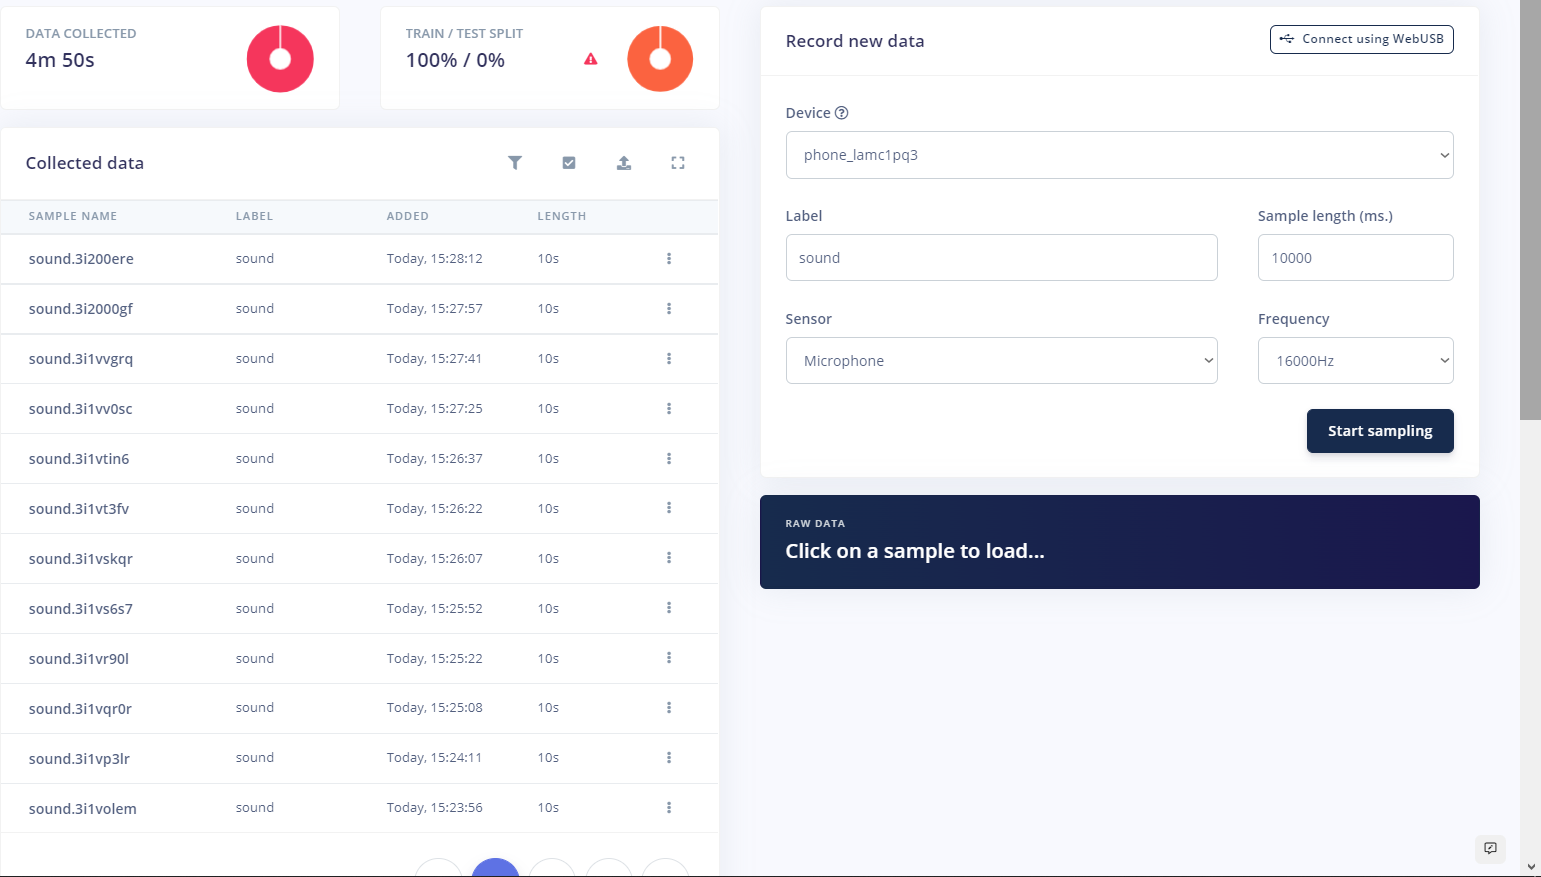 DATA COLLECTED
4m 50s
TRAIN / TEST SPLIT
100% / 0%
Collected data
SAMPLE NAME LABEL ADDED LENGTH
sound.3i200ere sound Today, 15:28:12 10s
sound.3i2000gf sound Today, 15:27:57 10s
sound.3i1vvgrq sound Today, 15:27:41 10s
sound.3i1vv0sc sound Today, 15:27:25 10s
sound.3i1vtin6 sound Today, 15:26:37 10s
sound.3i1vt3fv sound Today, 15:26:22 10s
sound.3i1vskqr sound Today, 15:26:07 10s
sound.3i1vs6s7 sound Today, 15:25:52 10s
sound.3i1vr90l sound Today, 15:25:22 10s
sound.3i1vqr0r sound Today, 15:25:08 10s
sound.3i1vp3lr sound Today, 15:24:11 10s
sound.3i1volem sound Today, 15:23:56 10s
Record new data
Connect using WebUSB
Device
phone_lamc1pq3
Label Sample length (ms.)
sound 10000
Sensor Frequency
Microphone 16000Hz
Start sampling
RAW DATA
Click on a sample to load...